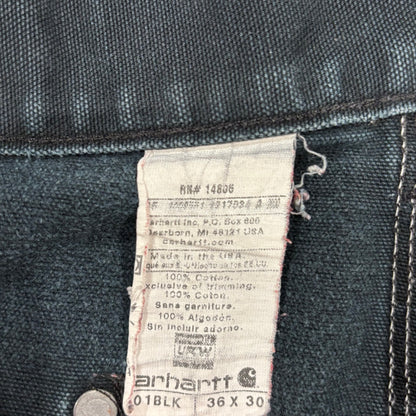 RN# 14806
arhartt Inc. P.O. Box 600
earborn, MI 48121 USA
carhartt.com
Made in the USA
100% Cotton
xclusive of trimming.
100% Coton.
Sans garniture.
100% Algodón.
Sin incluir adorno.
arhartt
01BLK 36 X 30